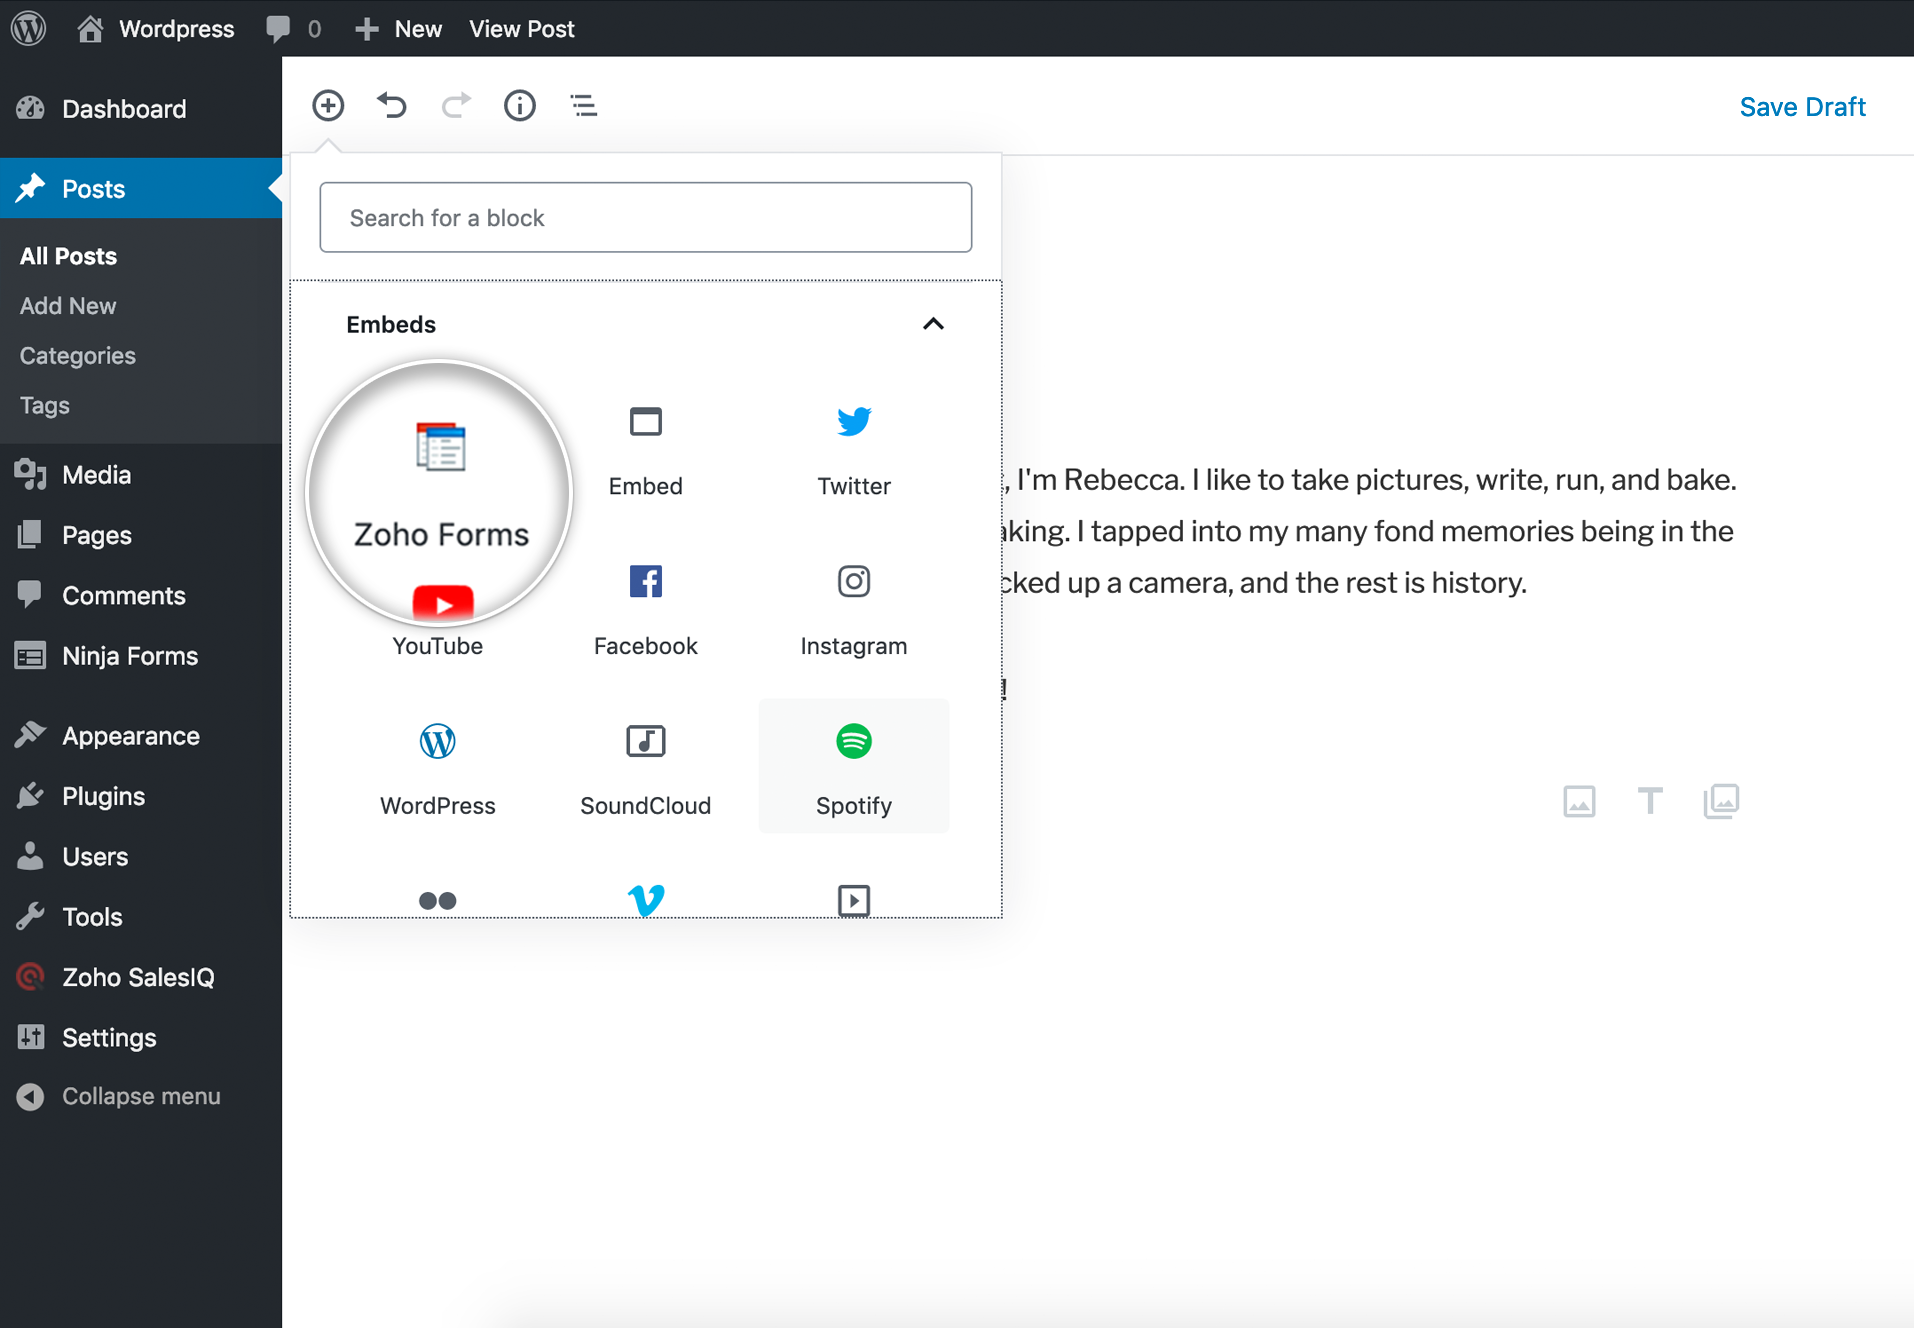 Wordpress 0 New View Post
Dashboard
Posts
All Posts
Add New
Categories
Tags
Media
Pages
Comments
Ninja Forms
Appearance
Plugins
Users
Tools
Zoho SalesIQ
Settings
Collapse menu
Save Draft
Search for a block
Embeds
Zoho Forms
Embed
Twitter
YouTube
Facebook
Instagram
WordPress
SoundCloud
Spotify
, I'm Rebecca. I like to take pictures, write, run, and bake.
I tapped into my many fond memories being in the
up a camera, and the rest is history.
!
T